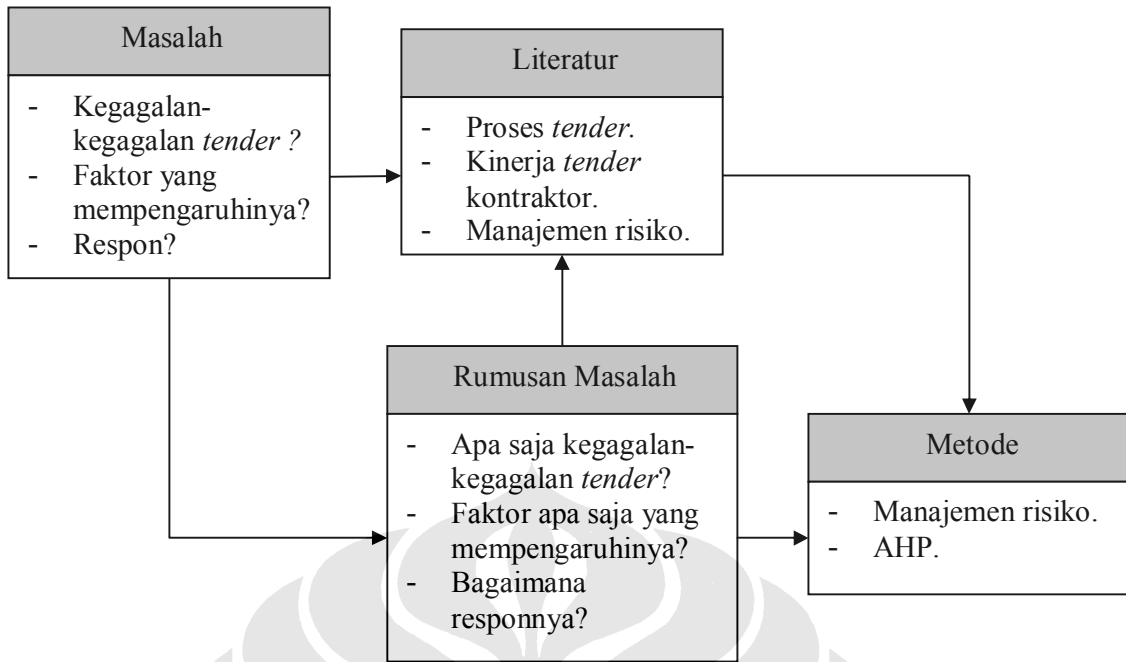 Masalah
- Kegagalan-
kegagalan tender ?
- Faktor yang
mempengaruhinya?
- Respon?
Literatur
- Proses tender.
- Kinerja tender
kontraktor.
- Manajemen risiko.
Rumusan Masalah
- Apa saja kegagalan-
kegagalan tender?
- Faktor apa saja yang
mempengaruhinya?
- Bagaimana
responnya?
Metode
- Manajemen risiko.
- AHP.